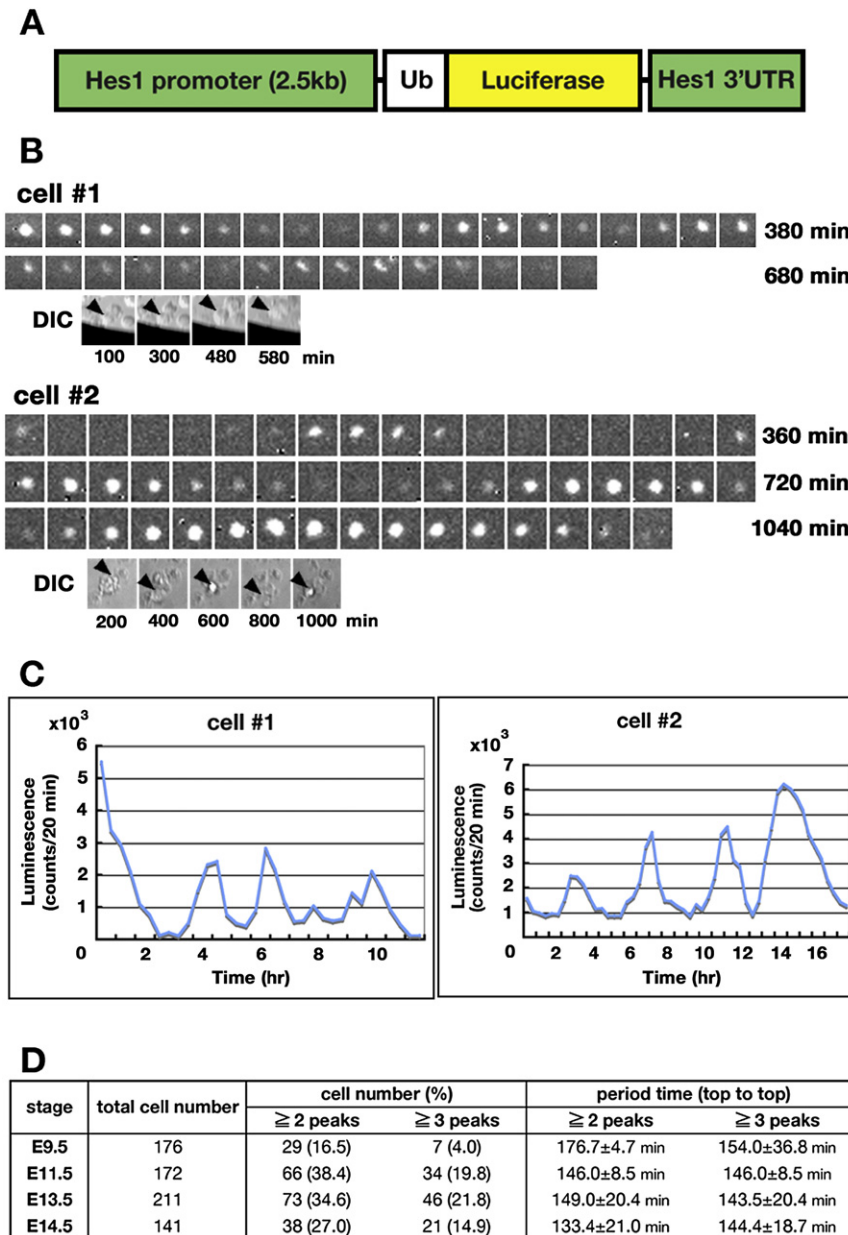 A
Hes1 promoter (2.5kb) Ub Luciferase Hes1 3'UTR
B
cell #1
380 min
680 min
DIC
100 300 480 580 min
cell #2
360 min
720 min
1040 min
DIC
200 400 600 800 1000 min
C
x10³ cell #1
Luminescence (counts/20 min)
6
5
4
3
2
1
0 2 4 6 8 10
Time (hr)
x10³ cell #2
Luminescence (counts/20 min)
7
6
5
4
3
2
1
0
0 2 4 6 8 10 12 14 16
Time (hr)
D
stage total cell number cell number (%) period time (top to top)
≧ 2 peaks ≧ 3 peaks ≧ 2 peaks ≧ 3 peaks
E9.5 176 29 (16.5) 7 (4.0) 176.7±4.7 min 154.0±36.8 min
E11.5 172 66 (38.4) 34 (19.8) 146.0±8.5 min 146.0±8.5 min
E13.5 211 73 (34.6) 46 (21.8) 149.0±20.4 min 143.5±20.4 min
E14.5 141 38 (27.0) 21 (14.9) 133.4±21.0 min 144.4±18.7 min